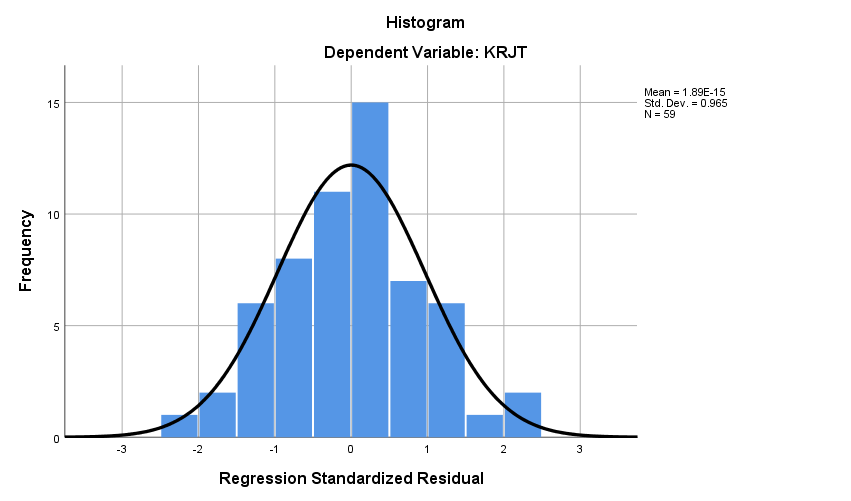 Histogram
Dependent Variable: KRJT
Mean = 1.89E-15
Std. Dev. = 0.965
N = 59
15
10
5
0
Frequency
-3 -2 -1 0 1 2 3
Regression Standardized Residual